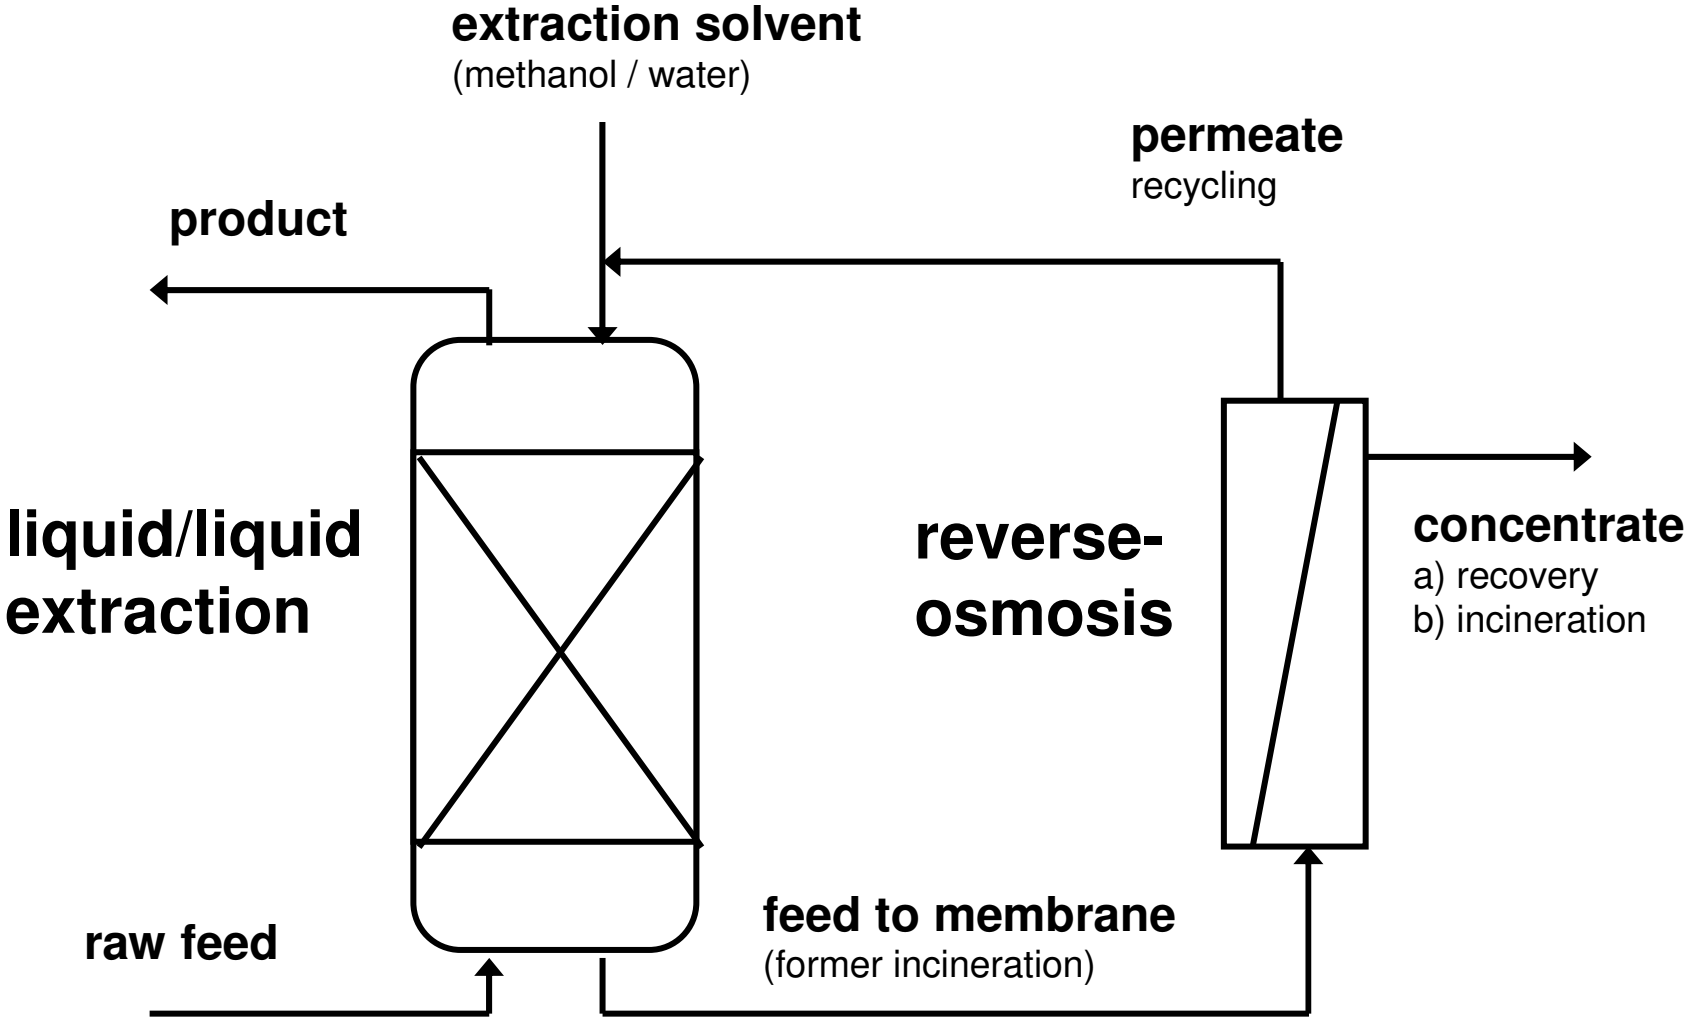 extraction solvent
(methanol / water)
permeate
recycling
product
liquid/liquid
extraction
reverse-
osmosis
concentrate
a) recovery
b) incineration
feed to membrane
(former incineration)
raw feed